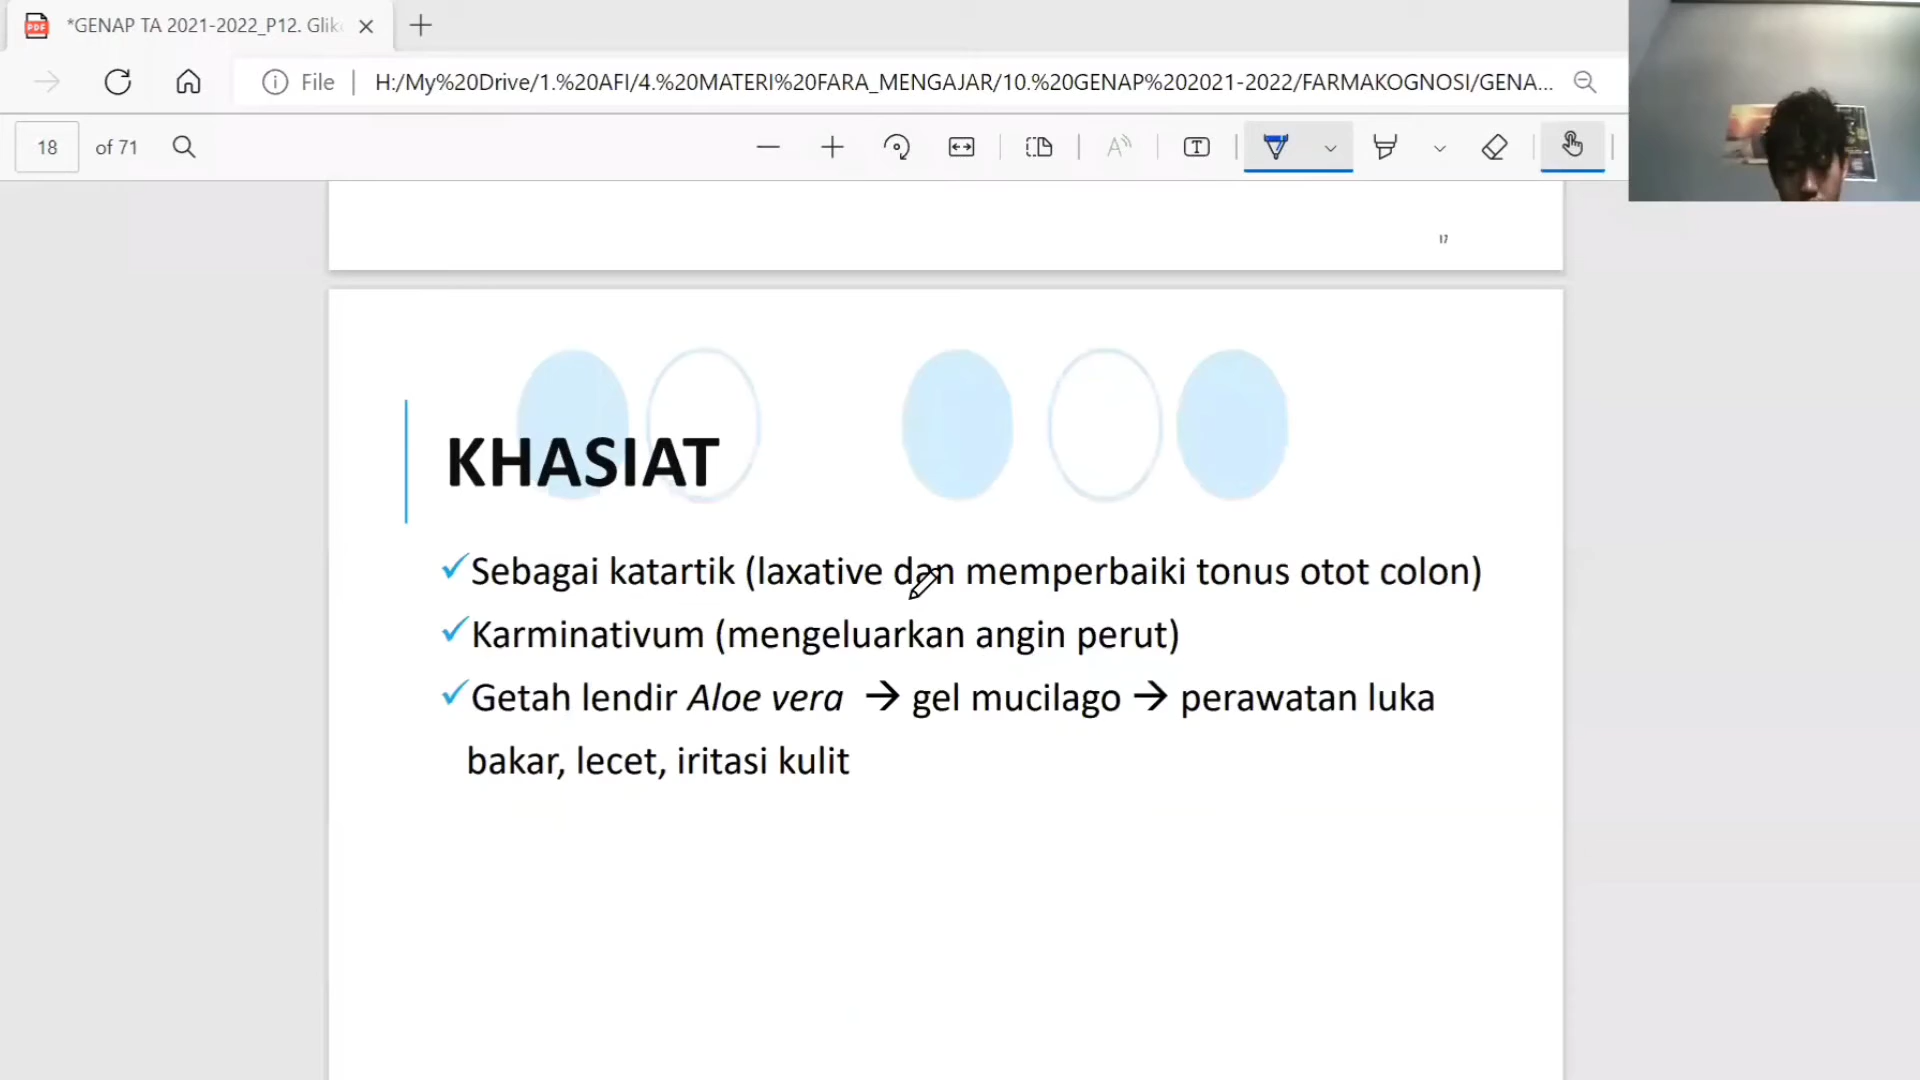 *GENAP TA 2021-2022_P12. Glik
File
H:/My%20Drive/1.%20AFI/4.%20MATERI%20FARA_MENGAJAR/10.%20GENAP%202021-2022/FARMAKOGNOSI/GENA...
18 of 71
17
KHASIAT
✓Sebagai katartik (laxative dan memperbaiki tonus otot colon)
✓Karminativum (mengeluarkan angin perut)
✓Getah lendir Aloe vera → gel mucilago → perawatan luka
bakar, lecet, iritasi kulit